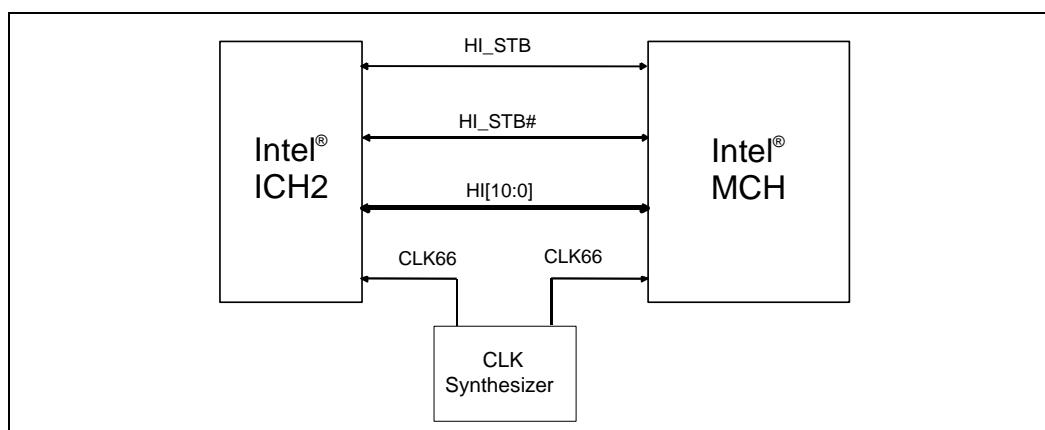 HI_STB
HI_STB#
Intel®
ICH2
Intel®
MCH
HI[10:0]
CLK66
CLK66
CLK
Synthesizer